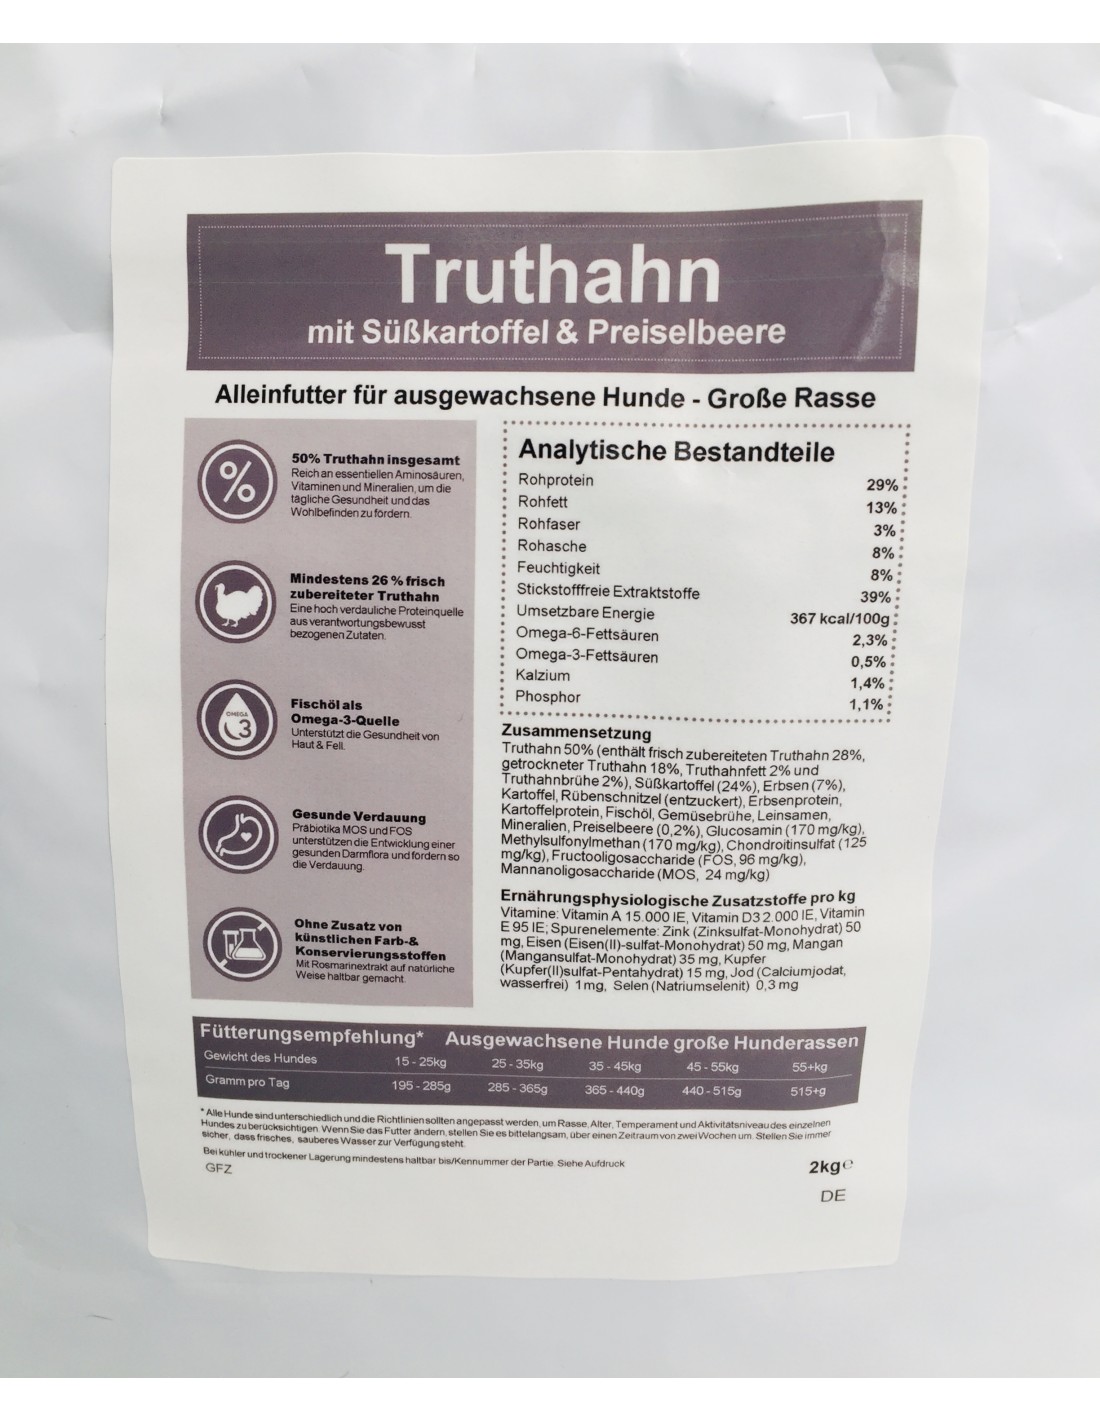 Truthahn
mit Süßkartoffel & Preiselbeere
Alleinfutter für ausgewachsene Hunde - Große Rasse
%
50% Truthahn insgesamt
Reich an essentiellen Aminosäuren,
Vitaminen und Mineralien, um die
tägliche Gesundheit und das
Wohlbefinden zu fördern.
Mindestens 26 % frisch
zubereiteter Truthahn
Eine hoch verdauliche Proteinquelle
aus verantwortungsbewusst
bezogenen Zutaten.
OMEGA
3
Fischöl als
Omega-3-Quelle
Unterstützt die Gesundheit von
Haut & Fell.
Gesunde Verdauung
Präbiotika MOS und FOS
unterstützen die Entwicklung einer
gesunden Darmflora und fördern so
die Verdauung.
Ohne Zusatz von
künstlichen Farb-&
Konservierungsstoffen
Mit Rosmarinextrakt auf natürliche
Weise haltbar gemacht.
Analytische Bestandteile
Rohprotein 29%
Rohfett 13%
Rohfaser 3%
Rohasche 8%
Feuchtigkeit 8%
Stickstofffreie Extraktstoffe 39%
Umsetzbare Energie 367 kcal/100g
Omega-6-Fettsäuren 2,3%
Omega-3-Fettsäuren 0,5%
Kalzium 1,4%
Phosphor 1,1%
Zusammensetzung
Truthahn 50% (enthält frisch zubereiteten Truthahn 28%,
getrockneter Truthahn 18%, Truthahnfett 2% und
Truthahnbrühe 2%), Süßkartoffel (24%), Erbsen (7%),
Kartoffel, Rübenschnitzel (entzuckert), Erbsenprotein,
Kartoffelprotein, Fischöl, Gemüsebrühe, Leinsamen,
Mineralien, Preiselbeere (0,2%), Glucosamin (170 mg/kg),
Methylsulfonylmethan (170 mg/kg), Chondroitinsulfat (125
mg/kg), Fructooligosaccharide (FOS, 96 mg/kg),
Mannanoligosaccharide (MOS, 24 mg/kg)
Ernährungsphysiologische Zusatzstoffe pro kg
Vitamine: Vitamin A 15.000 IE, Vitamin D3 2.000 IE, Vitamin
E 95 IE; Spurenelemente: Zink (Zinksulfat-Monohydrat) 50
mg, Eisen (Eisen(II)-sulfat-Monohydrat) 50 mg, Mangan
(Mangansulfat-Monohydrat) 35 mg, Kupfer
(Kupfer(II)sulfat-Pentahydrat) 15 mg, Jod (Calciumjodat,
wasserfrei) 1 mg, Selen (Natriumselenit) 0,3 mg
Fütterungsempfehlung* Ausgewachsene Hunde große Hunderassen
Gewicht des Hundes 15 - 25kg 25 - 35kg 35 - 45kg 45 - 55kg 55+kg
Gramm pro Tag 195 - 285g 285 - 365g 365 - 440g 440 - 515g 515+g
* Alle Hunde sind unterschiedlich und die Richtlinien sollten angepasst werden, um Rasse, Alter, Temperament und Aktivitätsniveau des einzelnen
Hundes zu berücksichtigen. Wenn Sie das Futter ändern, stellen Sie es bitte langsam, über einen Zeitraum von zwei Wochen um. Stellen Sie immer
sicher, dass frisches, sauberes Wasser zur Verfügung steht.
Bei kühler und trockener Lagerung mindestens haltbar bis/Kennummer der Partie. Siehe Aufdruck
GFZ
2kg℮
DE